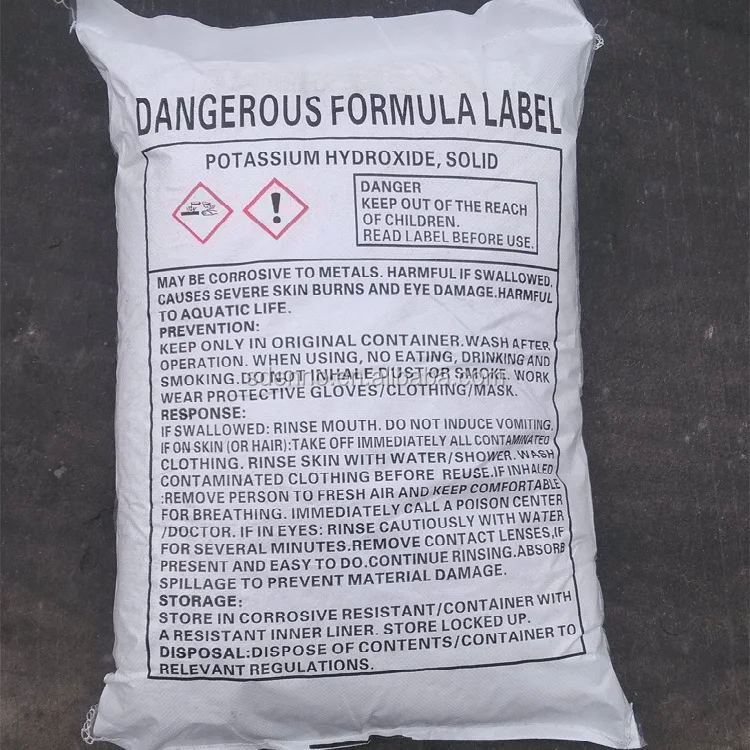 DANGEROUS FORMULA LABEL
POTASSIUM HYDROXIDE, SOLID
DANGER
KEEP OUT OF THE REACH
OF CHILDREN.
READ LABEL BEFORE USE.
MAY BE CORROSIVE TO METALS. HARMFUL IF SWALLOWED.
CAUSES SEVERE SKIN BURNS AND EYE DAMAGE.HARMFUL
TO AQUATIC LIFE.
PREVENTION:
KEEP ONLY IN ORIGINAL CONTAINER.WASH AFTER
OPERATION. WHEN USING, NO EATING, DRINKING AND
SMOKING.DO NOT INHALE DUST OR SMOKE. WORK
WEAR PROTECTIVE GLOVES/CLOTHING/MASK.
RESPONSE:
IF SWALLOWED: RINSE MOUTH. DO NOT INDUCE VOMITING.
IF ON SKIN (OR HAIR):TAKE OFF IMMEDIATELY ALL CONTAMINATED
CLOTHING. RINSE SKIN WITH WATER/SHOWER. WASH
CONTAMINATED CLOTHING BEFORE REUSE.IF INHALED
:REMOVE PERSON TO FRESH AIR AND KEEP COMFORTABLE
FOR BREATHING. IMMEDIATELY CALL A POISON CENTER
/DOCTOR. IF IN EYES: RINSE CAUTIOUSLY WITH WATER
FOR SEVERAL MINUTES.REMOVE CONTACT LENSES,IF
PRESENT AND EASY TO DO.CONTINUE RINSING.ABSORB
SPILLAGE TO PREVENT MATERIAL DAMAGE.
STORAGE:
STORE IN CORROSIVE RESISTANT/CONTAINER WITH
A RESISTANT INNER LINER. STORE LOCKED UP.
DISPOSAL:DISPOSE OF CONTENTS/CONTAINER TO
RELEVANT REGULATIONS.